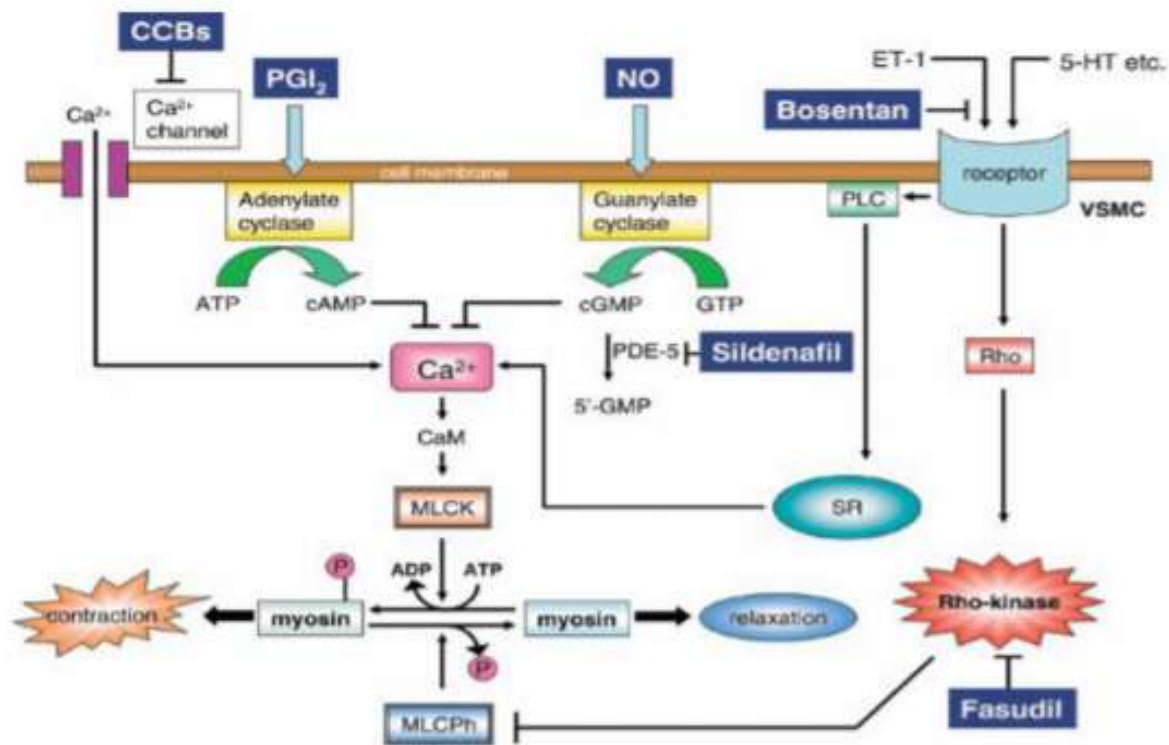 CCBs
PGI₂
NO
ET-1
5-HT etc.
Bosentan
Ca²⁺
Ca²⁺
channel
cell membrane
receptor
Adenylate
cyclase
Guanylate
cyclase
PLC
VSMC
ATP
cAMP
cGMP
GTP
Ca²⁺
PDE-5
Sildenafil
Rho
5'-GMP
CaM
MLCK
SR
P
ADP
ATP
contraction
myosin
myosin
relaxation
Rho-kinase
P
MLCPh
Fasudil